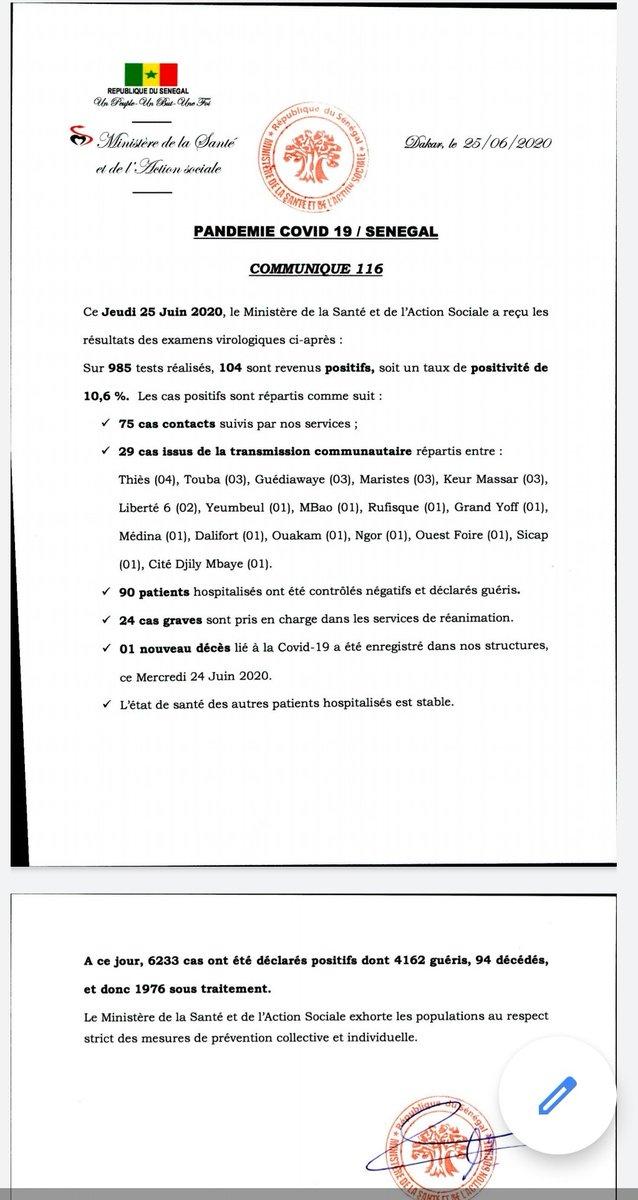 REPUBLIQUE DU SENEGAL
Un Peuple-Un But-Une Foi
Ministère de la Santé
et de l'Action sociale
★ République du Sénégal ★
MINISTÈRE DE LA SANTÉ ET DE L'ACTION SOCIALE
Dakar, le 25/06/2020
PANDEMIE COVID 19 / SENEGAL
COMMUNIQUE 116
Ce Jeudi 25 Juin 2020, le Ministère de la Santé et de l'Action Sociale a reçu les
résultats des examens virologiques ci-après :
Sur 985 tests réalisés, 104 sont revenus positifs, soit un taux de positivité de
10,6 %. Les cas positifs sont répartis comme suit :
✓ 75 cas contacts suivis par nos services ;
✓ 29 cas issus de la transmission communautaire répartis entre :
Thiès (04), Touba (03), Guédiawaye (03), Maristes (03), Keur Massar (03),
Liberté 6 (02), Yeumbeul (01), MBao (01), Rufisque (01), Grand Yoff (01),
Médina (01), Dalifort (01), Ouakam (01), Ngor (01), Ouest Foire (01), Sicap
(01), Cité Djily Mbaye (01).
✓ 90 patients hospitalisés ont été contrôlés négatifs et déclarés guéris.
✓ 24 cas graves sont pris en charge dans les services de réanimation.
✓ 01 nouveau décès lié à la Covid-19 a été enregistré dans nos structures,
ce Mercredi 24 Juin 2020.
✓ L'état de santé des autres patients hospitalisés est stable.
A ce jour, 6233 cas ont été déclarés positifs dont 4162 guéris, 94 décédés,
et donc 1976 sous traitement.
Le Ministère de la Santé et de l'Action Sociale exhorte les populations au respect
strict des mesures de prévention collective et individuelle.
République du Sénégal
MINISTÈRE DE LA SANTÉ ET DE L'ACTION SOCIALE